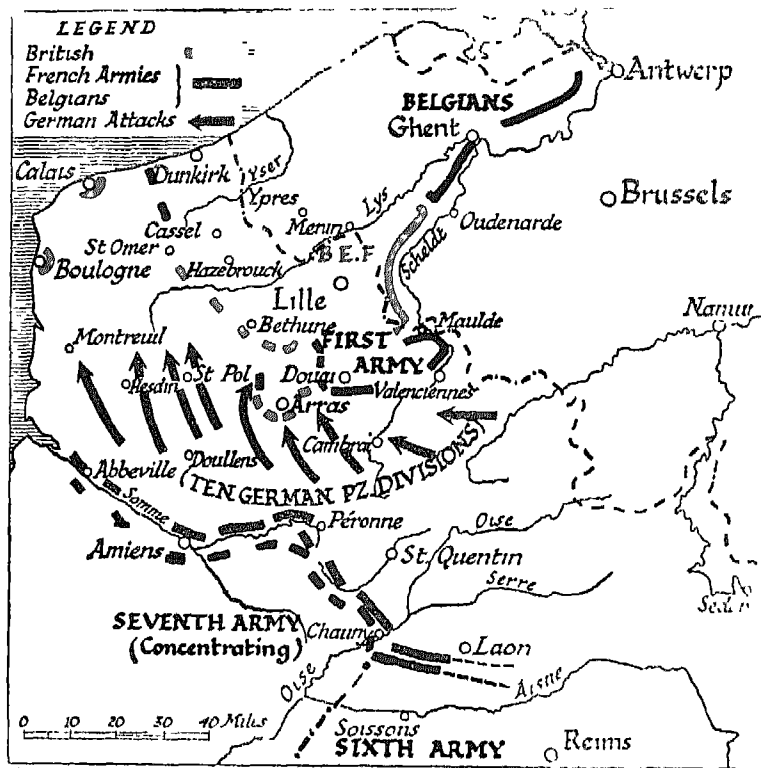 LEGEND
British
French Armies
Belgians
German Attacks
Antwerp
BELGIANS
Ghent
Calais
Dunkirk
Yser
Ypres
Lys
Brussels
Cassel
Menin
Oudenarde
St Omer
B.E.F
Scheldt
Boulogne
Hazebrouck
Lille
Namur
Bethune
Maulde
Montreuil
FIRST
ARMY
Hesdin
St Pol
Douai
Valenciennes
Arras
Cambrai
Abbeville
Doullens
(TEN GERMAN PZ. DIVISIONS)
Somme
Péronne
Oise
Amiens
St. Quentin
Serre
Sedan
SEVENTH ARMY
(Concentrating)
Chauny
Laon
Oise
Aisne
0 10 20 30 40 Miles
Soissons
SIXTH ARMY
Reims